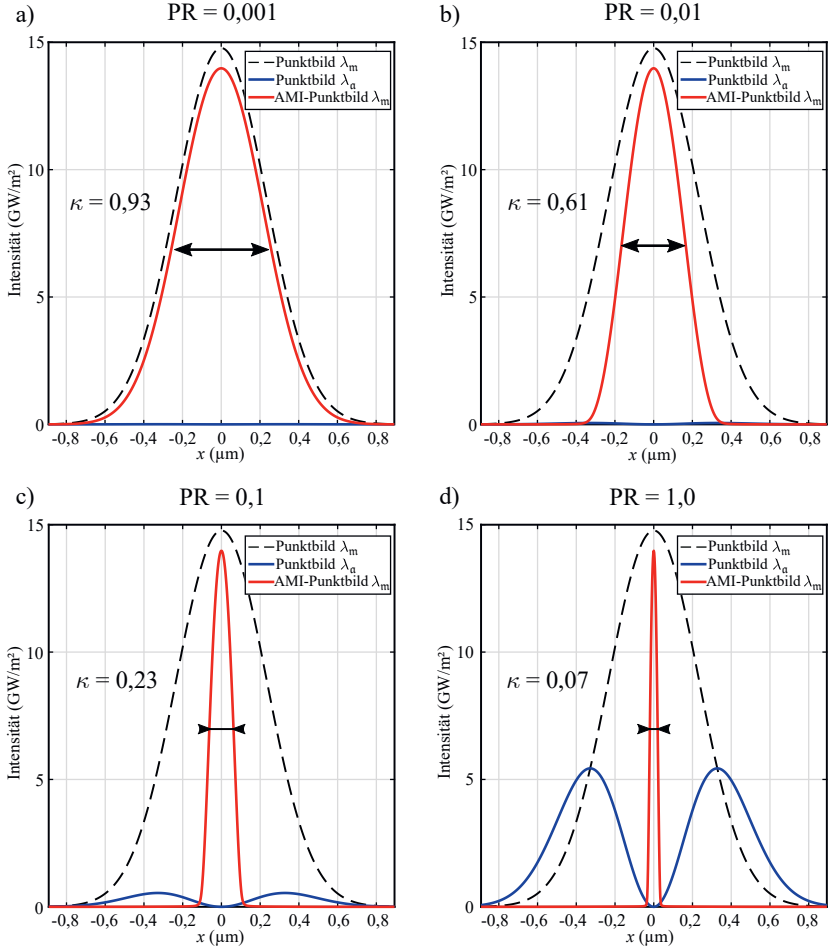 a)
PR = 0,001
15
10
5
0
Intensität (GW/m²)
Punktbild λm
Punktbild λa
AMI-Punktbild λm
κ = 0,93
-0,8 -0,6 -0,4 -0,2 0 0,2 0,4 0,6 0,8
x (µm)
b)
PR = 0,01
15
10
5
0
Intensität (GW/m²)
Punktbild λm
Punktbild λa
AMI-Punktbild λm
κ = 0,61
-0,8 -0,6 -0,4 -0,2 0 0,2 0,4 0,6 0,8
x (µm)
c)
PR = 0,1
15
10
5
0
Intensität (GW/m²)
Punktbild λm
Punktbild λa
AMI-Punktbild λm
κ = 0,23
-0,8 -0,6 -0,4 -0,2 0 0,2 0,4 0,6 0,8
x (µm)
d)
PR = 1,0
15
10
5
0
Intensität (GW/m²)
Punktbild λm
Punktbild λa
AMI-Punktbild λm
κ = 0,07
-0,8 -0,6 -0,4 -0,2 0 0,2 0,4 0,6 0,8
x (µm)